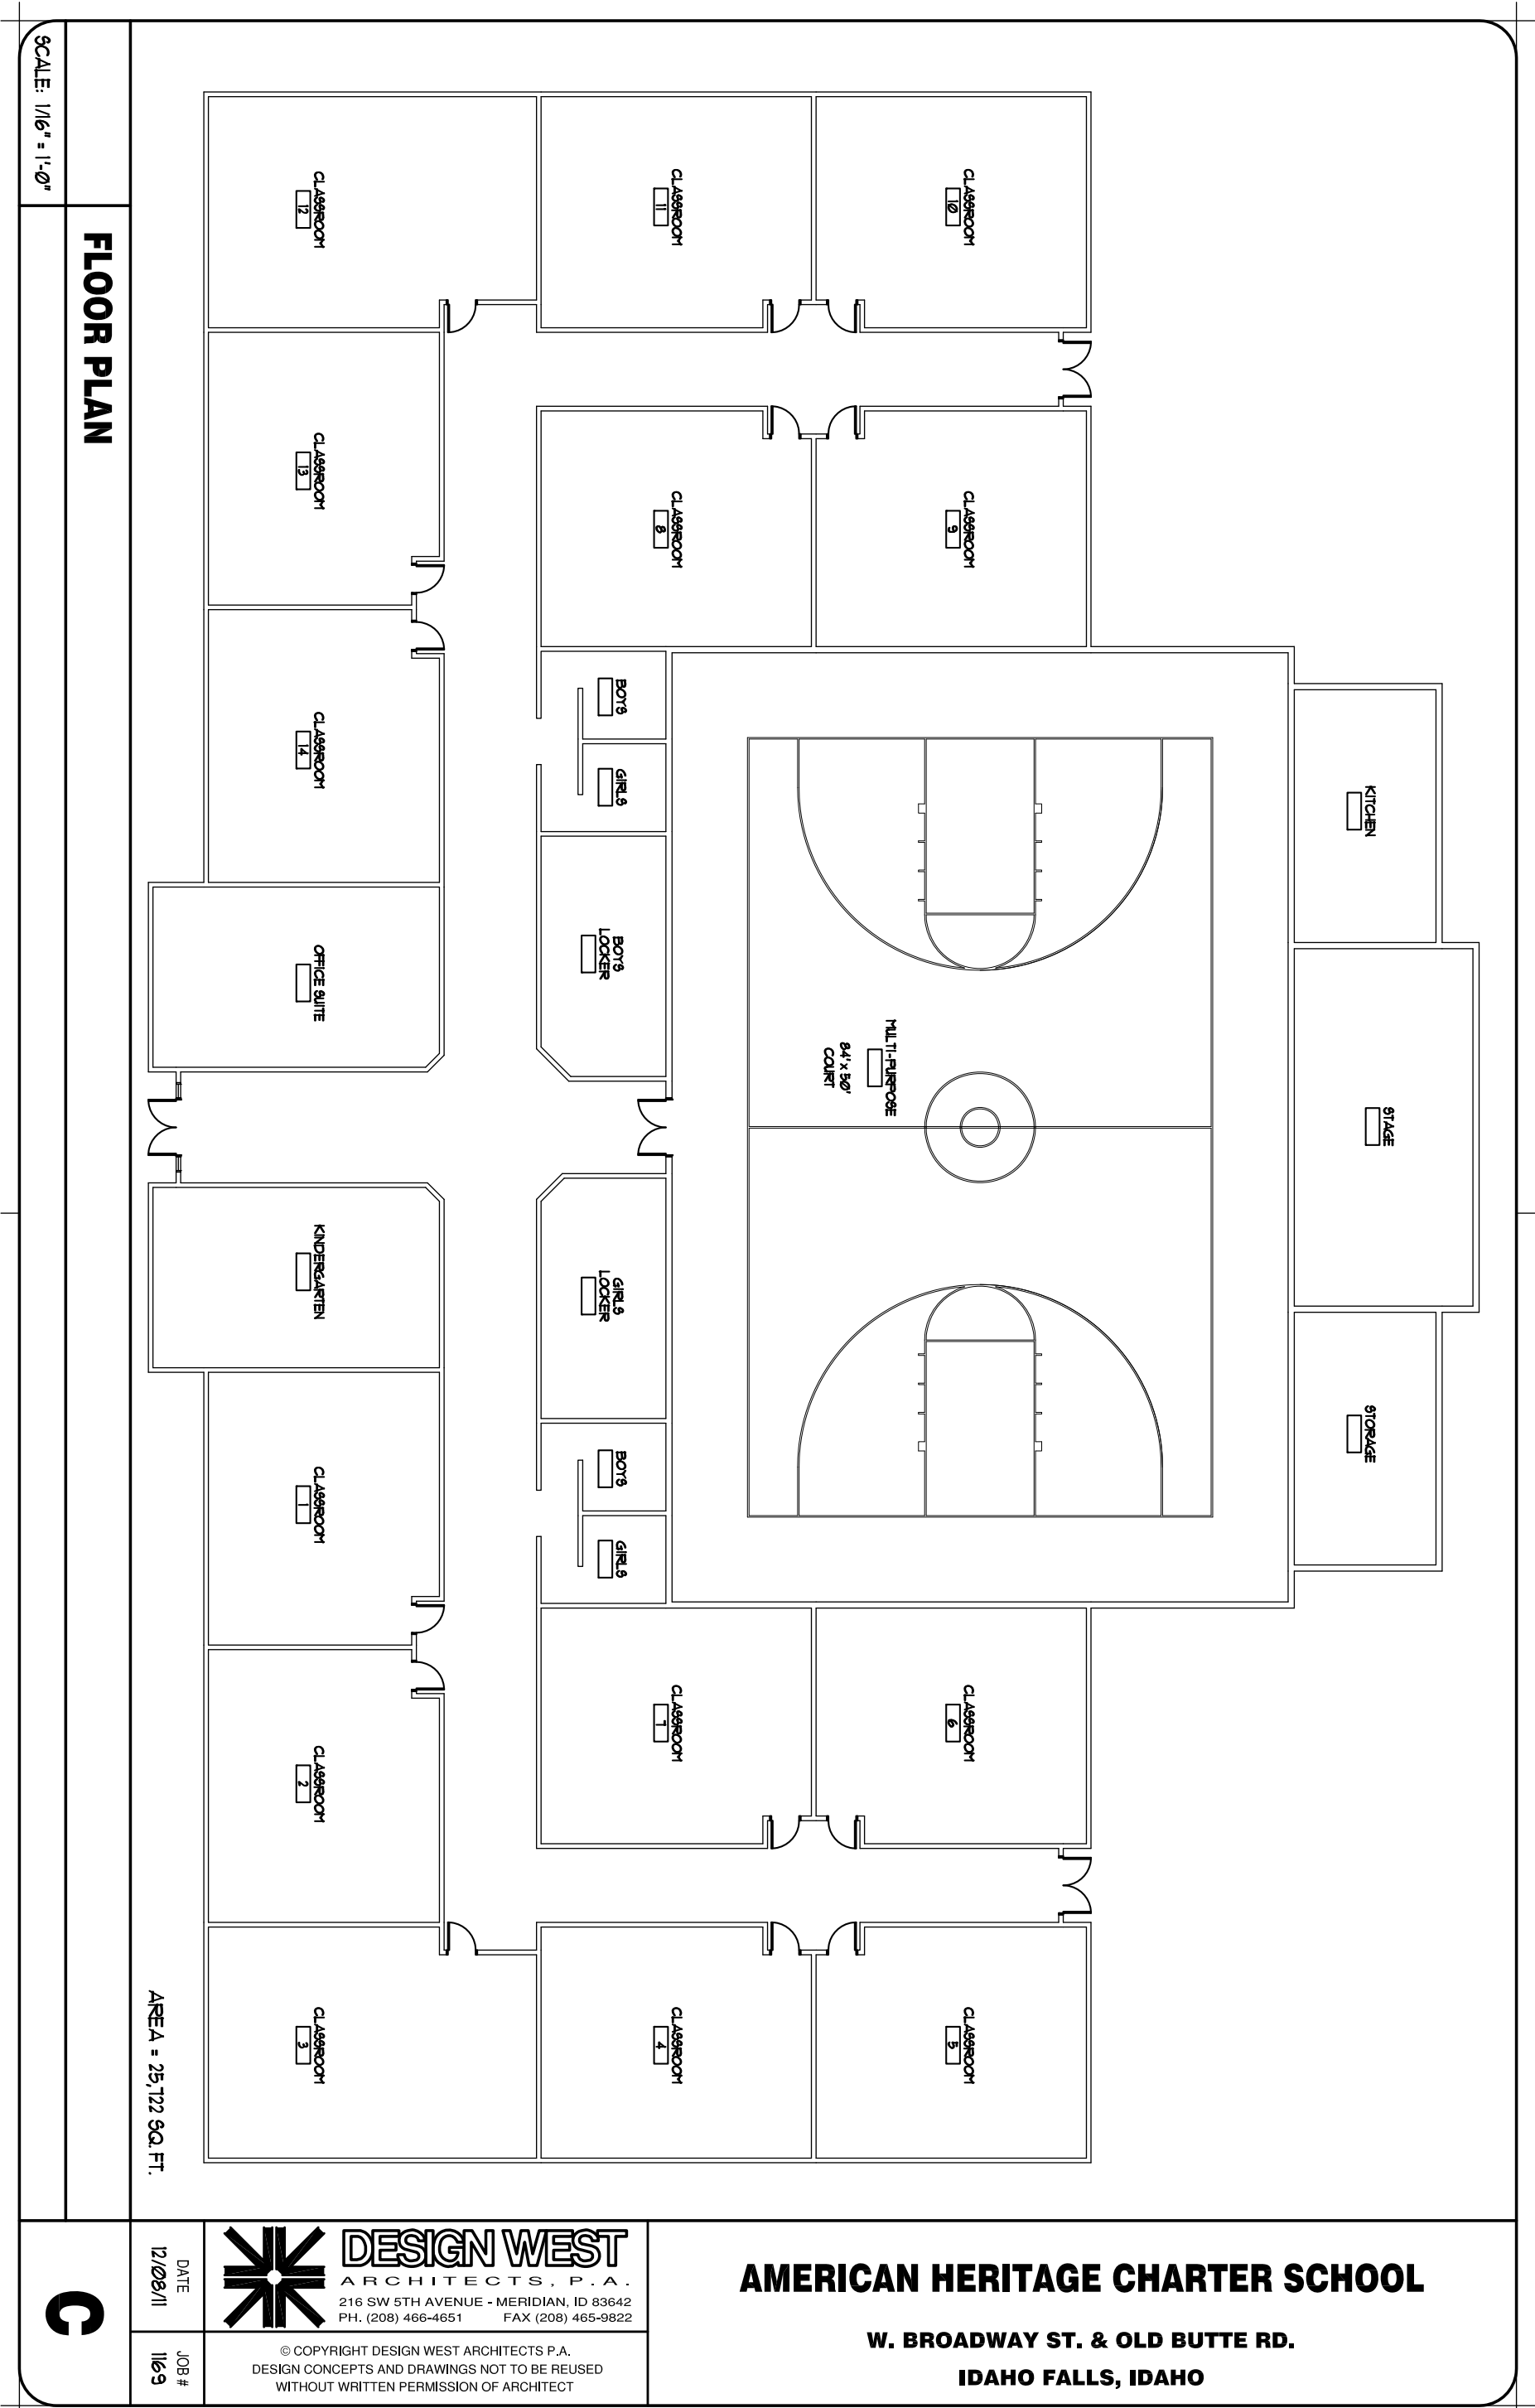 KITCHEN
STAGE
STORAGE
CLASSROOM
10
CLASSROOM
9
MULTI-PURPOSE
84' x 50'
COURT
CLASSROOM
6
CLASSROOM
5
CLASSROOM
11
CLASSROOM
8
BOYS
GIRLS
BOYS
LOCKER
GIRLS
LOCKER
BOYS
GIRLS
CLASSROOM
7
CLASSROOM
4
CLASSROOM
12
CLASSROOM
13
CLASSROOM
14
OFFICE SUITE
KINDERGARTEN
CLASSROOM
1
CLASSROOM
2
CLASSROOM
3
AREA = 25,722 SQ. FT.
FLOOR PLAN
SCALE: 1/16" = 1'-0"
AMERICAN HERITAGE CHARTER SCHOOL
W. BROADWAY ST. & OLD BUTTE RD.
IDAHO FALLS, IDAHO
DESIGN WEST
ARCHITECTS, P.A.
216 SW 5TH AVENUE - MERIDIAN, ID 83642
PH. (208) 466-4651 FAX (208) 465-9822
© COPYRIGHT DESIGN WEST ARCHITECTS P.A.
DESIGN CONCEPTS AND DRAWINGS NOT TO BE REUSED
WITHOUT WRITTEN PERMISSION OF ARCHITECT
DATE
12/08/11
JOB #
1169
C